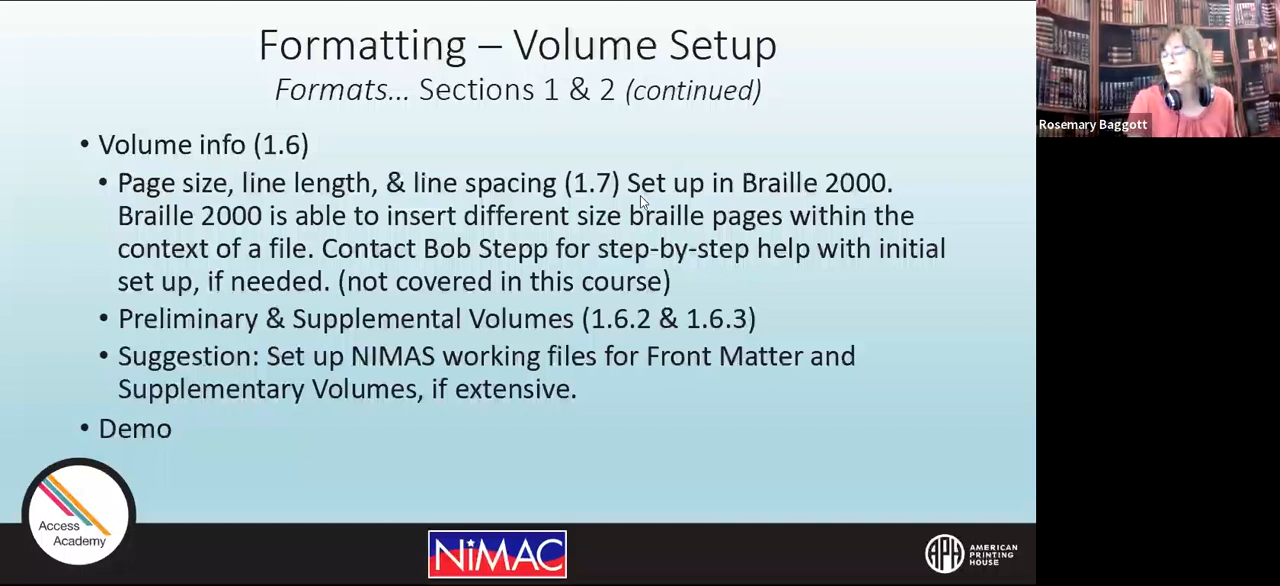 Formatting – Volume Setup
Formats... Sections 1 & 2 (continued)
• Volume info (1.6)
• Page size, line length, & line spacing (1.7) Set up in Braille 2000.
Braille 2000 is able to insert different size braille pages within the
context of a file. Contact Bob Stepp for step-by-step help with initial
set up, if needed. (not covered in this course)
• Preliminary & Supplemental Volumes (1.6.2 & 1.6.3)
• Suggestion: Set up NIMAS working files for Front Matter and
Supplementary Volumes, if extensive.
• Demo
Access
Academy
NiMAC
APH
AMERICAN
PRINTING
HOUSE
Rosemary Baggott